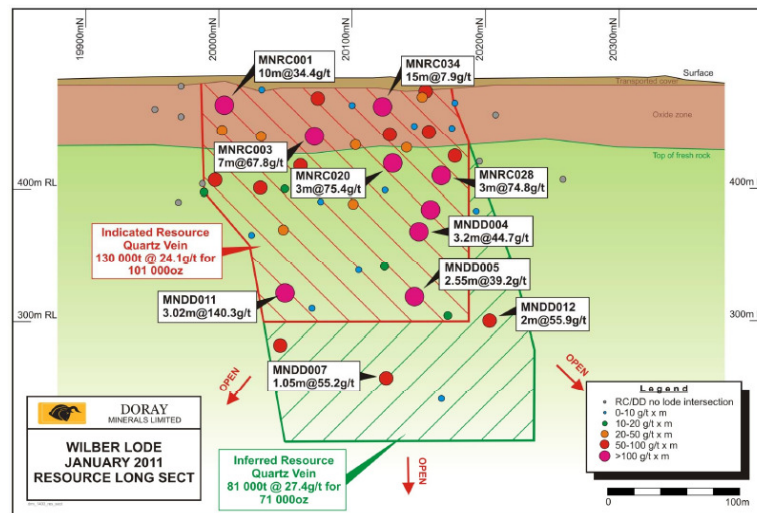 19900mN
20000mN
20100mN
20200mN
20300mN
MNRC001
10m@34.4g/t
MNRC034
15m@7.9g/t
Surface
Transported cover
Oxide zone
MNRC003
7m@67.8g/t
Top of fresh rock
MNRC020
3m@75.4g/t
MNRC028
3m@74.8g/t
400m RL
400m RL
MNDD004
3.2m@44.7g/t
Indicated Resource
Quartz Vein
130 000t @ 24.1g/t for
101 000oz
MNDD005
2.55m@39.2g/t
MNDD011
3.02m@140.3g/t
MNDD012
2m@55.9g/t
300m RL
300m RL
MNDD007
1.05m@55.2g/t
OPEN
OPEN
OPEN
DORAY
MINERALS LIMITED
WILBER LODE
JANUARY 2011
RESOURCE LONG SECT
Inferred Resource
Quartz Vein
81 000t @ 27.4g/t for
71 000oz
Legend
RC/DD no lode intersection
0-10 g/t x m
10-20 g/t x m
20-50 g/t x m
50-100 g/t x m
>100 g/t x m
0
100m